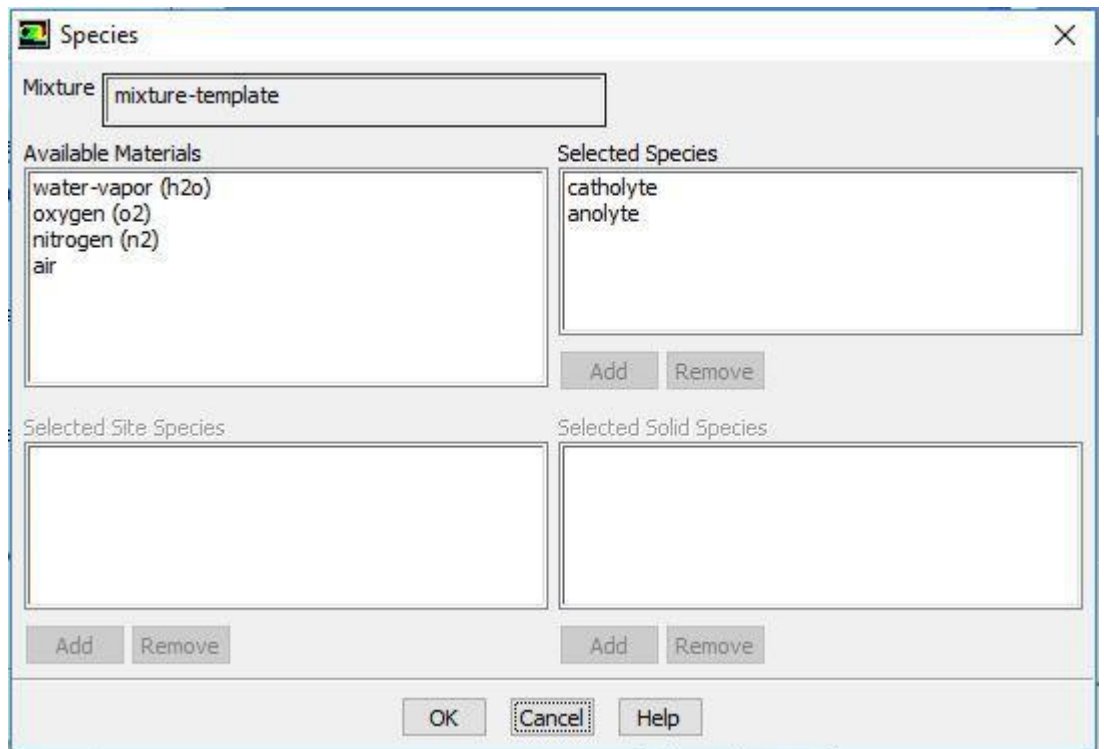 Species
Mixture
mixture-template
Available Materials
water-vapor (h2o)
oxygen (o2)
nitrogen (n2)
air
Selected Species
catholyte
anolyte
Add Remove
Selected Site Species
Selected Solid Species
Add Remove
Add Remove
OK Cancel Help